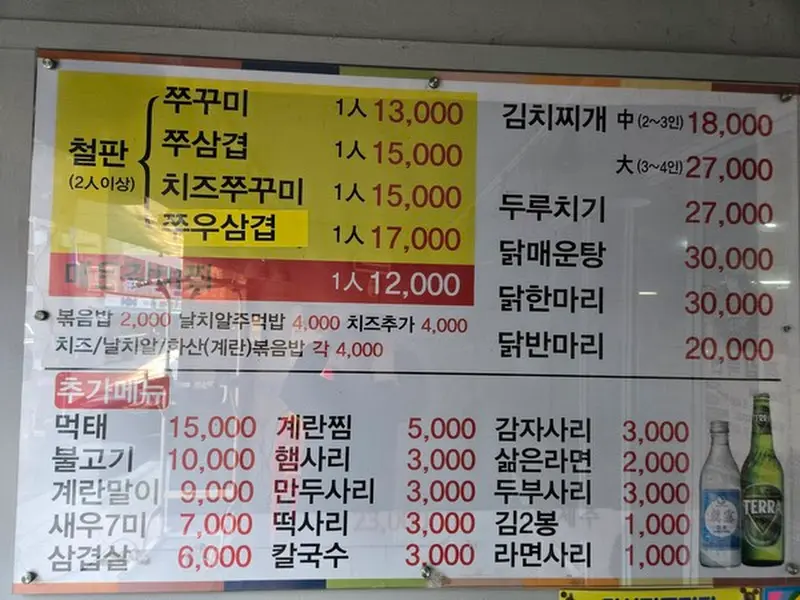 철판
(2人이상)
쭈꾸미 1人 13,000
쭈삼겹 1人 15,000
치즈쭈꾸미 1人 15,000
쭈우삼겹 1人 17,000
1人 12,000
볶음밥 2,000 날치알주먹밥 4,000 치즈추가 4,000
치즈/날치알/한산(계란)볶음밥 각 4,000
김치찌개 中 (2~3인) 18,000
大 (3~4인) 27,000
두루치기 27,000
닭매운탕 30,000
닭한마리 30,000
닭반마리 20,000
추가메뉴
먹태 15,000 계란찜 5,000 감자사리 3,000
불고기 10,000 햄사리 3,000 삶은라면 2,000
계란말이 9,000 만두사리 3,000 두부사리 3,000
새우7미 7,000 떡사리 3,000 김2봉 1,000
삼겹살 6,000 칼국수 3,000 라면사리 1,000
TERRA